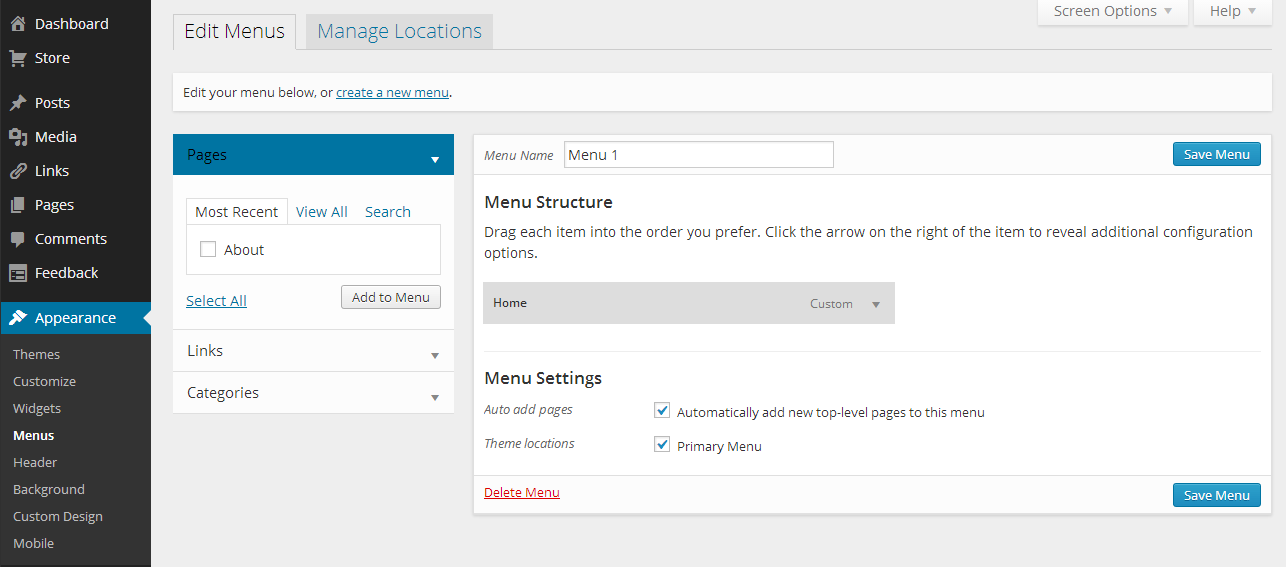 Dashboard
Store
Posts
Media
Links
Pages
Comments
Feedback
Appearance
Themes
Customize
Widgets
Menus
Header
Background
Custom Design
Mobile
Screen Options
Help
Edit Menus
Manage Locations
Edit your menu below, or create a new menu.
Pages
Most Recent View All Search
About
Select All
Add to Menu
Links
Categories
Menu Name Menu 1
Save Menu
Menu Structure
Drag each item into the order you prefer. Click the arrow on the right of the item to reveal additional configuration
options.
Home Custom
Menu Settings
Auto add pages Automatically add new top-level pages to this menu
Theme locations Primary Menu
Delete Menu
Save Menu